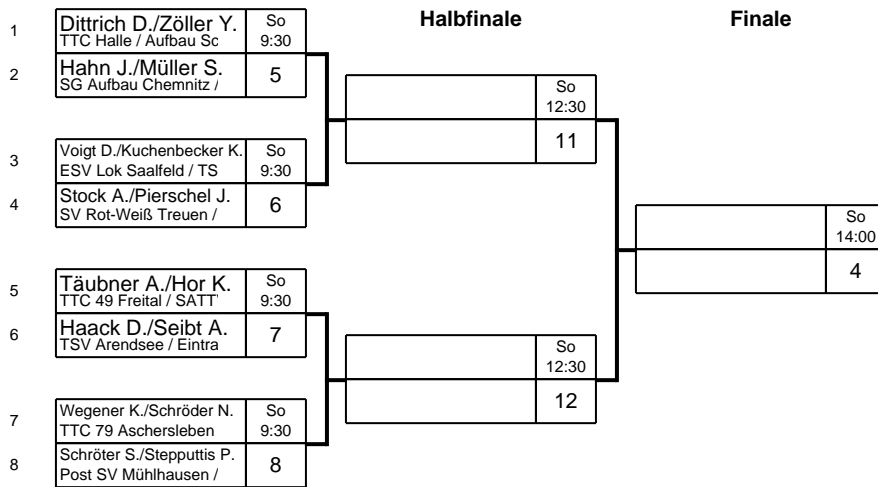 Halbfinale
Finale
1
Dittrich D./Zöller Y.
So
TTC Halle / Aufbau Sc
9:30
2
Hahn J./Müller S.
5
SG Aufbau Chemnitz /
So
12:30
11
3
Voigt D./Kuchenbecker K.
So
ESV Lok Saalfeld / TS
9:30
4
Stock A./Pierschel J.
6
SV Rot-Weiß Treuen /
So
14:00
4
5
Täubner A./Hor K.
So
TTC 49 Freital / SATT
9:30
6
Haack D./Seibt A.
7
TSV Arendsee / Eintra
So
12:30
12
7
Wegener K./Schröder N.
So
TTC 79 Aschersleben
9:30
8
Schröter S./Stepputtis P.
8
Post SV Mühlhausen /